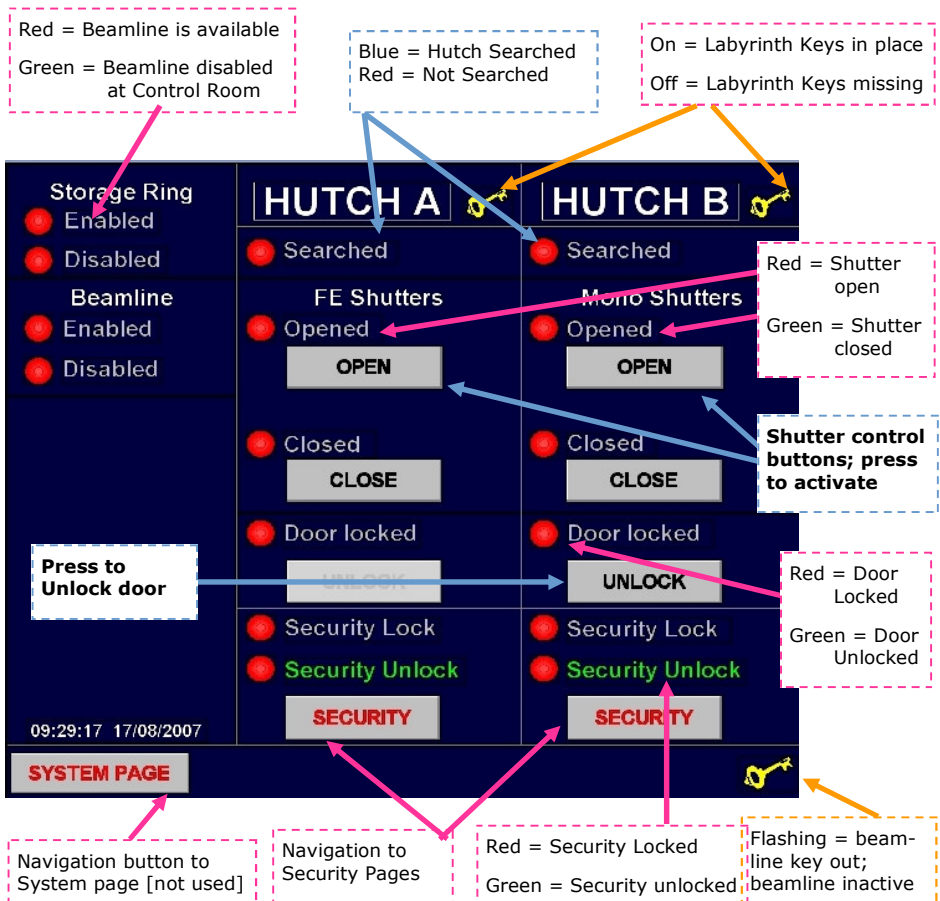 Red = Beamline is available
Green = Beamline disabled
at Control Room
Blue = Hutch Searched
Red = Not Searched
On = Labyrinth Keys in place
Off = Labyrinth Keys missing
Storage Ring
Enabled
Disabled
Beamline
Enabled
Disabled
HUTCH A
Searched
FE Shutters
Opened
OPEN
Closed
CLOSE
Door locked
UNLOCK
Security Lock
Security Unlock
SECURITY
HUTCH B
Searched
Mono Shutters
Opened
OPEN
Closed
CLOSE
Door locked
UNLOCK
Security Lock
Security Unlock
SECURITY
Red = Shutter
open
Green = Shutter
closed
Shutter control
buttons; press
to activate
Press to
Unlock door
Red = Door
Locked
Green = Door
Unlocked
09:29:17 17/08/2007
SYSTEM PAGE
Navigation button to
System page [not used]
Navigation to
Security Pages
Red = Security Locked
Green = Security unlocked
Flashing = beam-
line key out;
beamline inactive